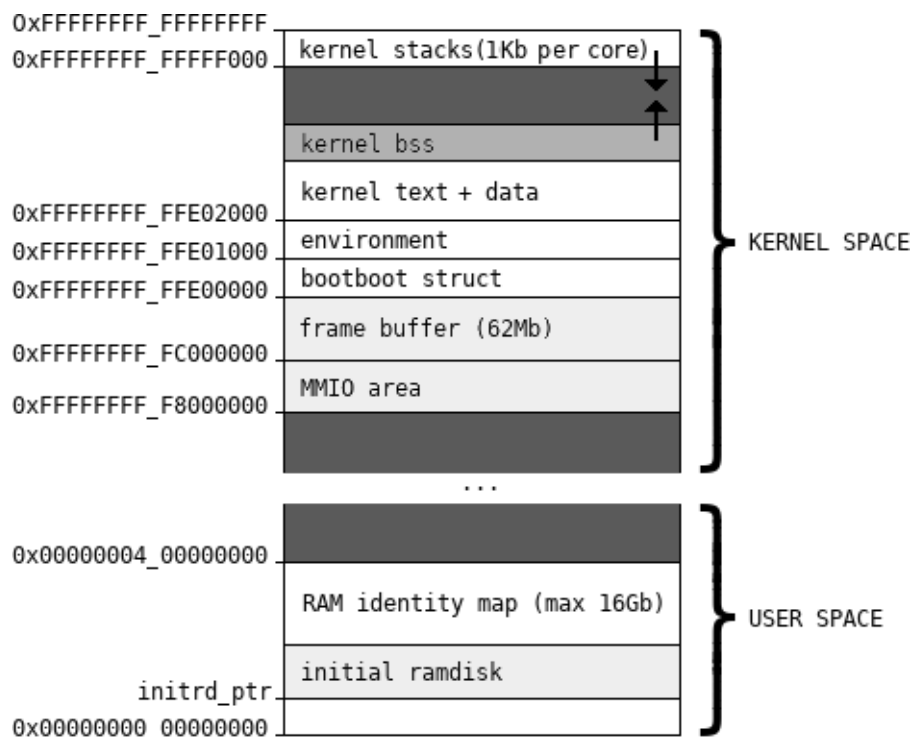 0xFFFFFFFF_FFFFFFFF
kernel stacks(1Kb per core)
0xFFFFFFFF_FFFFF000
kernel bss
kernel text + data
0xFFFFFFFF_FFE02000
environment
0xFFFFFFFF_FFE01000
bootboot struct
0xFFFFFFFF_FFE00000
KERNEL SPACE
frame buffer (62Mb)
0xFFFFFFFF_FC000000
MMIO area
0xFFFFFFFF_F8000000
...
0x00000004_00000000
RAM identity map (max 16Gb)
USER SPACE
initial ramdisk
initrd_ptr
0x00000000_00000000